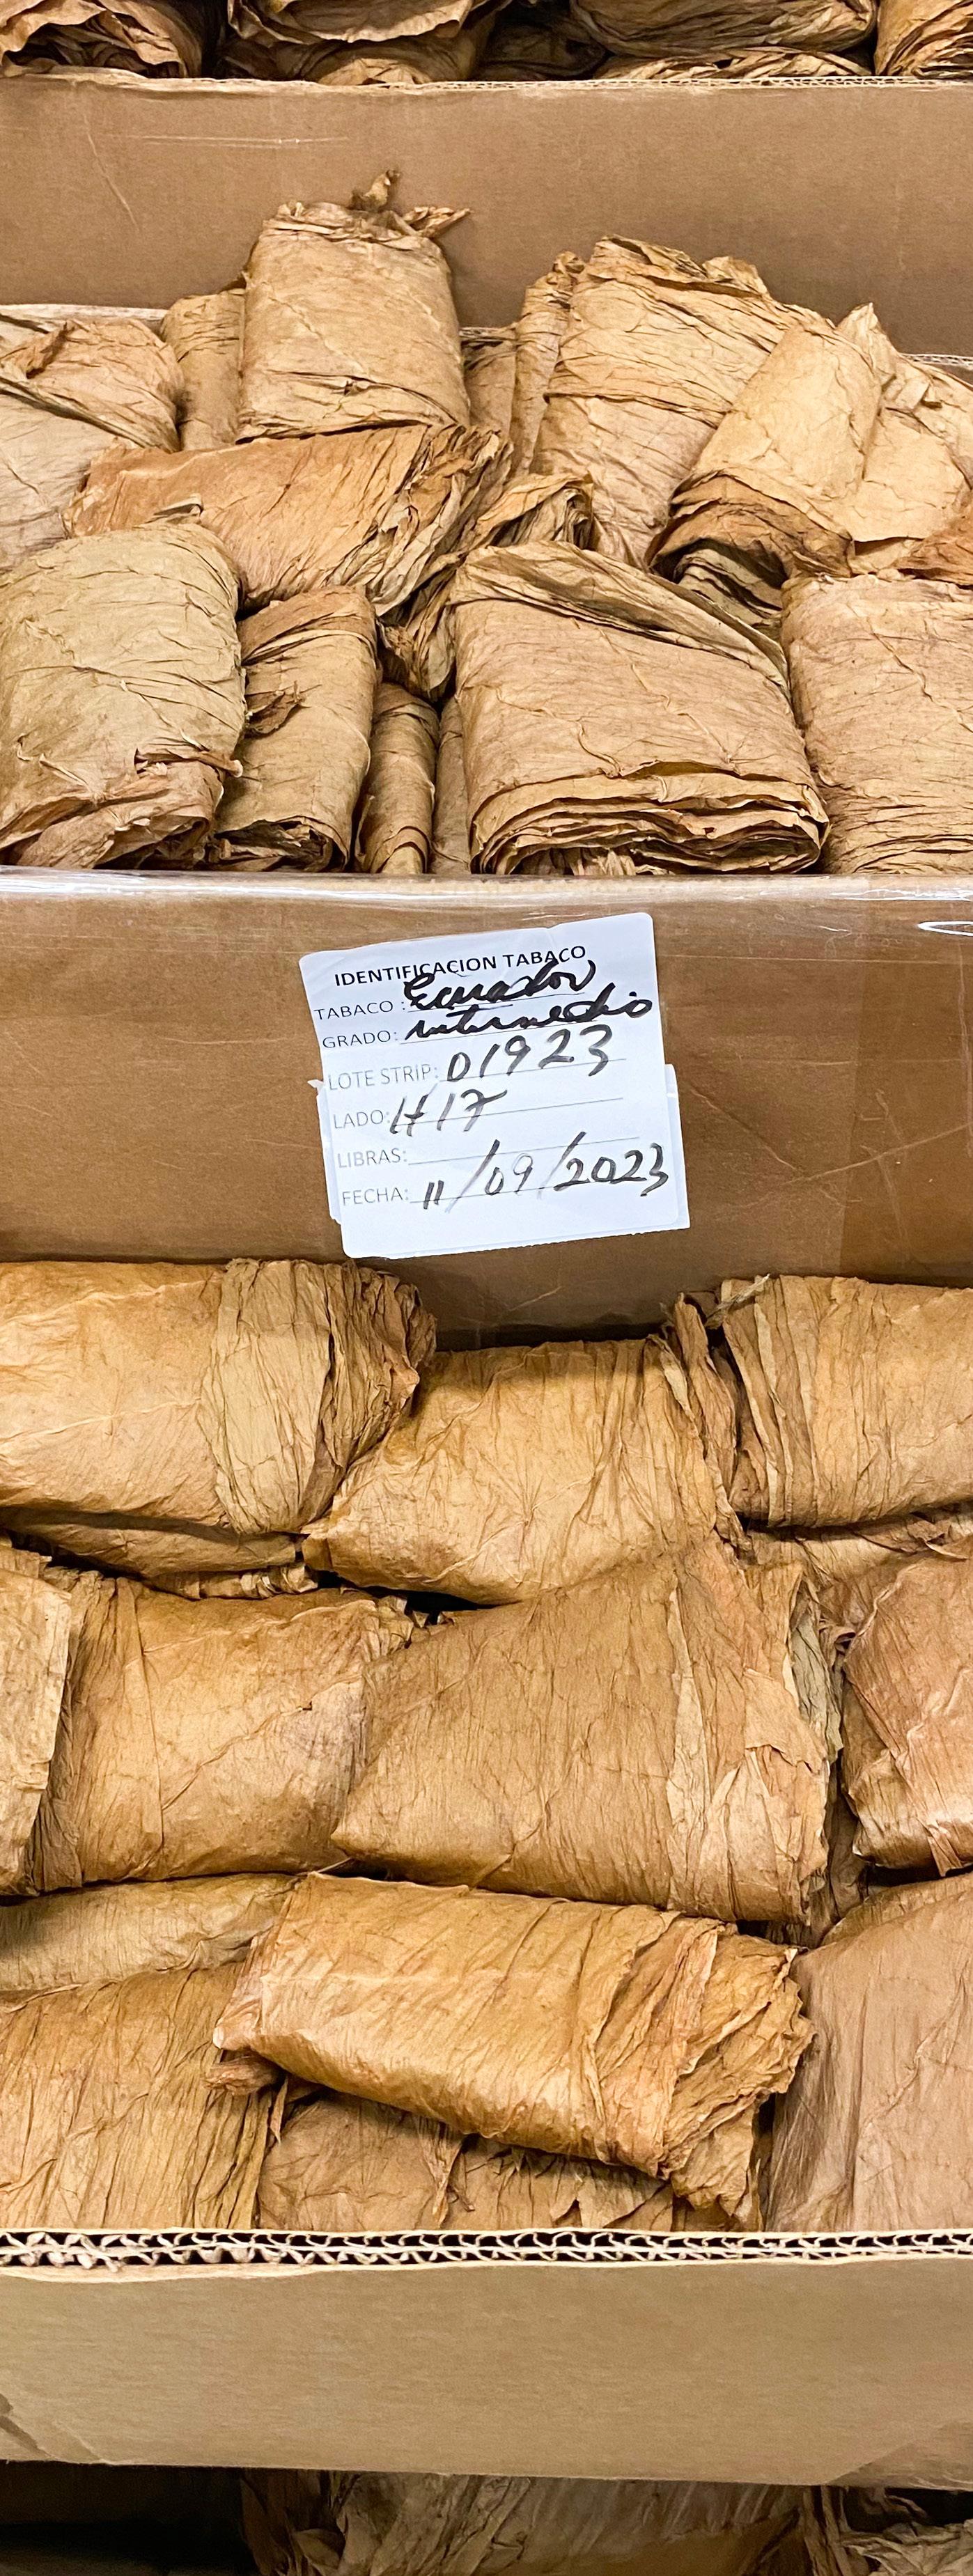 IDENTIFICACION TABACO
TABACO: Ecuador
GRADO: intermedio
LOTE STRIP: 01923
LADO: H17
LIBRAS:
FECHA: 11/09/2023